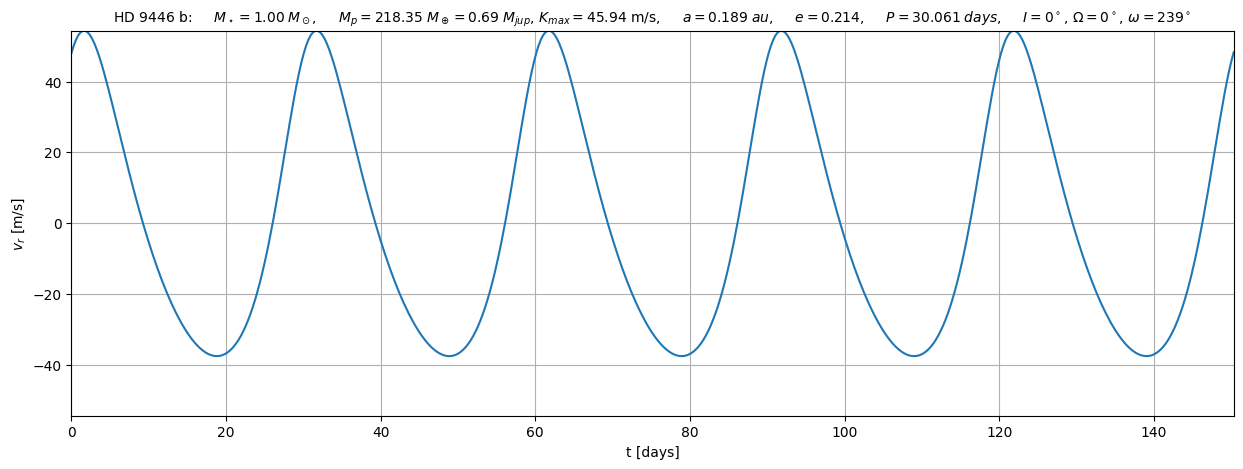 HD 9446 b: M⋆ = 1.00 M⊙, Mp = 218.35 M⊕ = 0.69 Mjup, Kmax = 45.94 m/s, a = 0.189 au, e = 0.214, P = 30.061 days, I = 0°, Ω = 0°, ω = 239°
40
20
0
−20
−40
vr [m/s]
0 20 40 60 80 100 120 140
t [days]